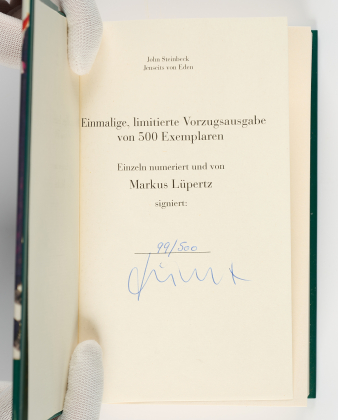 John Steinbeck
Jenseits von Eden
Einmalige, limitierte Vorzugsausgabe
von 500 Exemplaren
Einzeln numeriert und von
Markus Lüpertz
signiert:
99/500